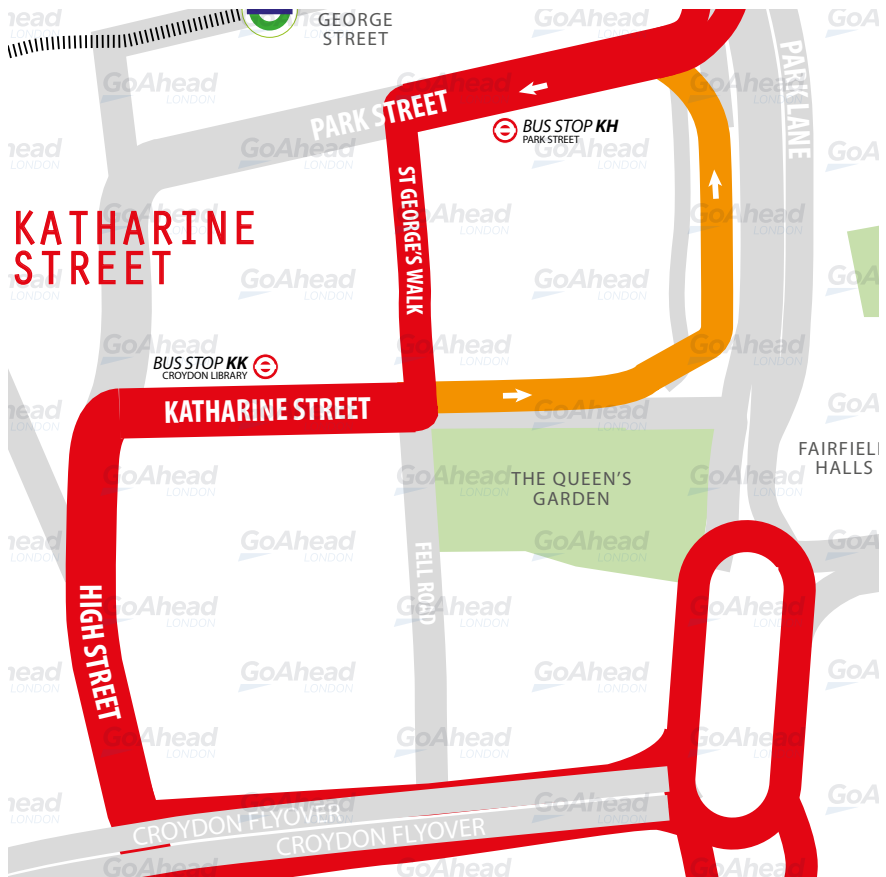 GEORGE
STREET
PARK LANE
PARK STREET
BUS STOP KH
PARK STREET
ST GEORGE'S WALK
KATHARINE
STREET
BUS STOP KK
CROYDON LIBRARY
KATHARINE STREET
FAIRFIEL
HALLS
THE QUEEN'S
GARDEN
FELL ROAD
HIGH STREET
CROYDON FLYOVER
CROYDON FLYOVER
GoAhead
LONDON